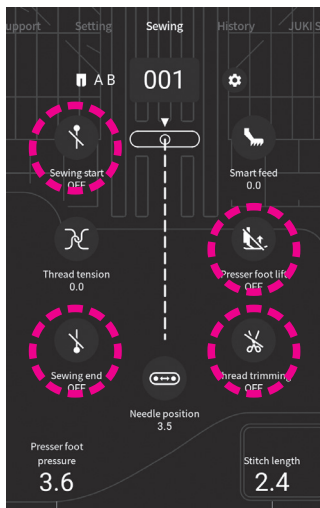 upport Setting Sewing History JUKI S
A B 001
Sewing start
OFF
Smart feed
0.0
Thread tension
0.0
Presser foot lift
OFF
Sewing end
OFF
Thread trimming
OFF
Needle position
3.5
Presser foot
pressure
3.6
Stitch length
2.4